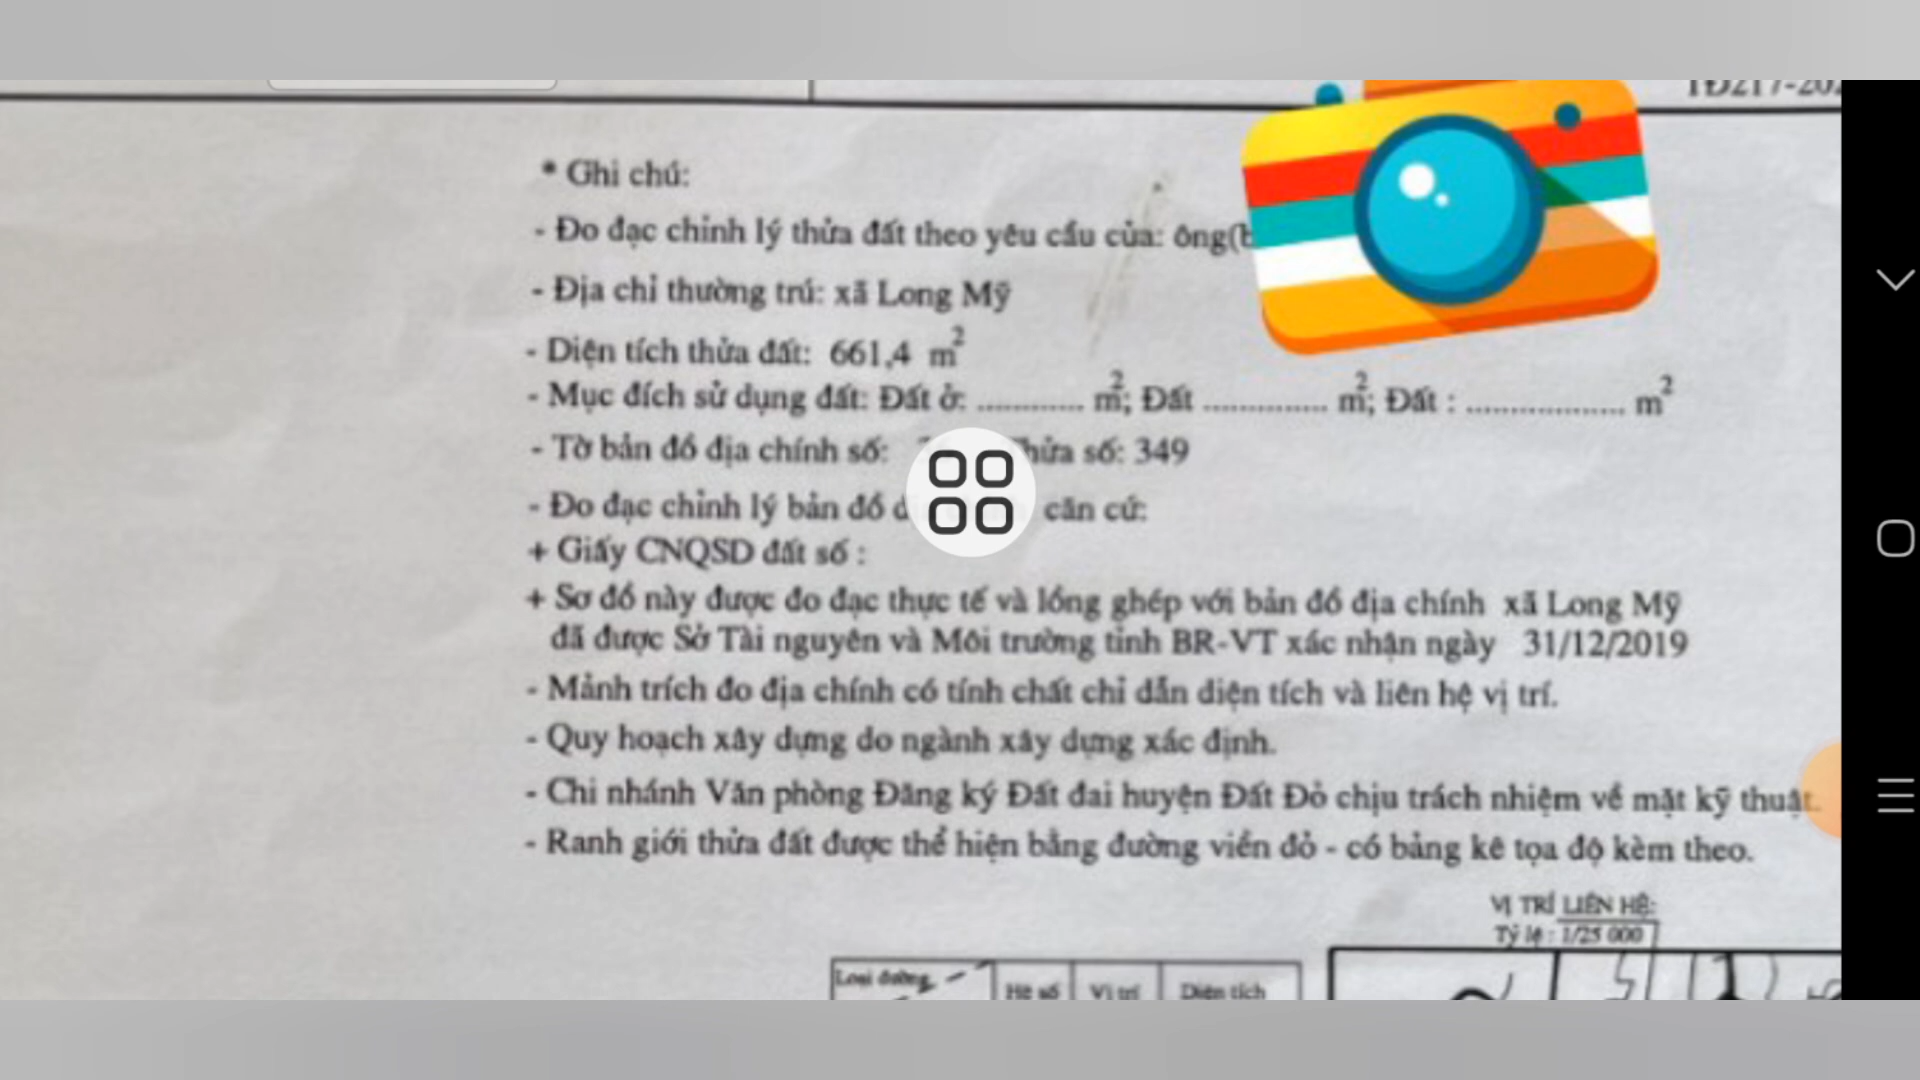 TĐ217-202
* Ghi chú:
- Đo đạc chỉnh lý thửa đất theo yêu cầu của: ông(b
- Địa chỉ thường trú: xã Long Mỹ
- Diện tích thửa đất: 661,4 m²
- Mục đích sử dụng đất: Đất ở: ............ m²; Đất .............. m²; Đất : .................. m²
- Tờ bản đồ địa chính số: hửa số: 349
- Đo đạc chỉnh lý bản đồ đ căn cứ:
+ Giấy CNQSD đất số :
+ Sơ đồ này được đo đạc thực tế và lồng ghép với bản đồ địa chính xã Long Mỹ
đã được Sở Tài nguyên và Môi trường tỉnh BR-VT xác nhận ngày 31/12/2019
- Mảnh trích đo địa chính có tính chất chỉ dẫn diện tích và liên hệ vị trí.
- Quy hoạch xây dựng do ngành xây dựng xác định.
- Chi nhánh Văn phòng Đăng ký Đất đai huyện Đất Đỏ chịu trách nhiệm về mặt kỹ thuật.
- Ranh giới thửa đất được thể hiện bằng đường viền đỏ - có bảng kê tọa độ kèm theo.
VỊ TRÍ LIÊN HỆ:
Tỷ lệ : 1/25 000
Loại đường
Hệ số Vị trí Diện tích